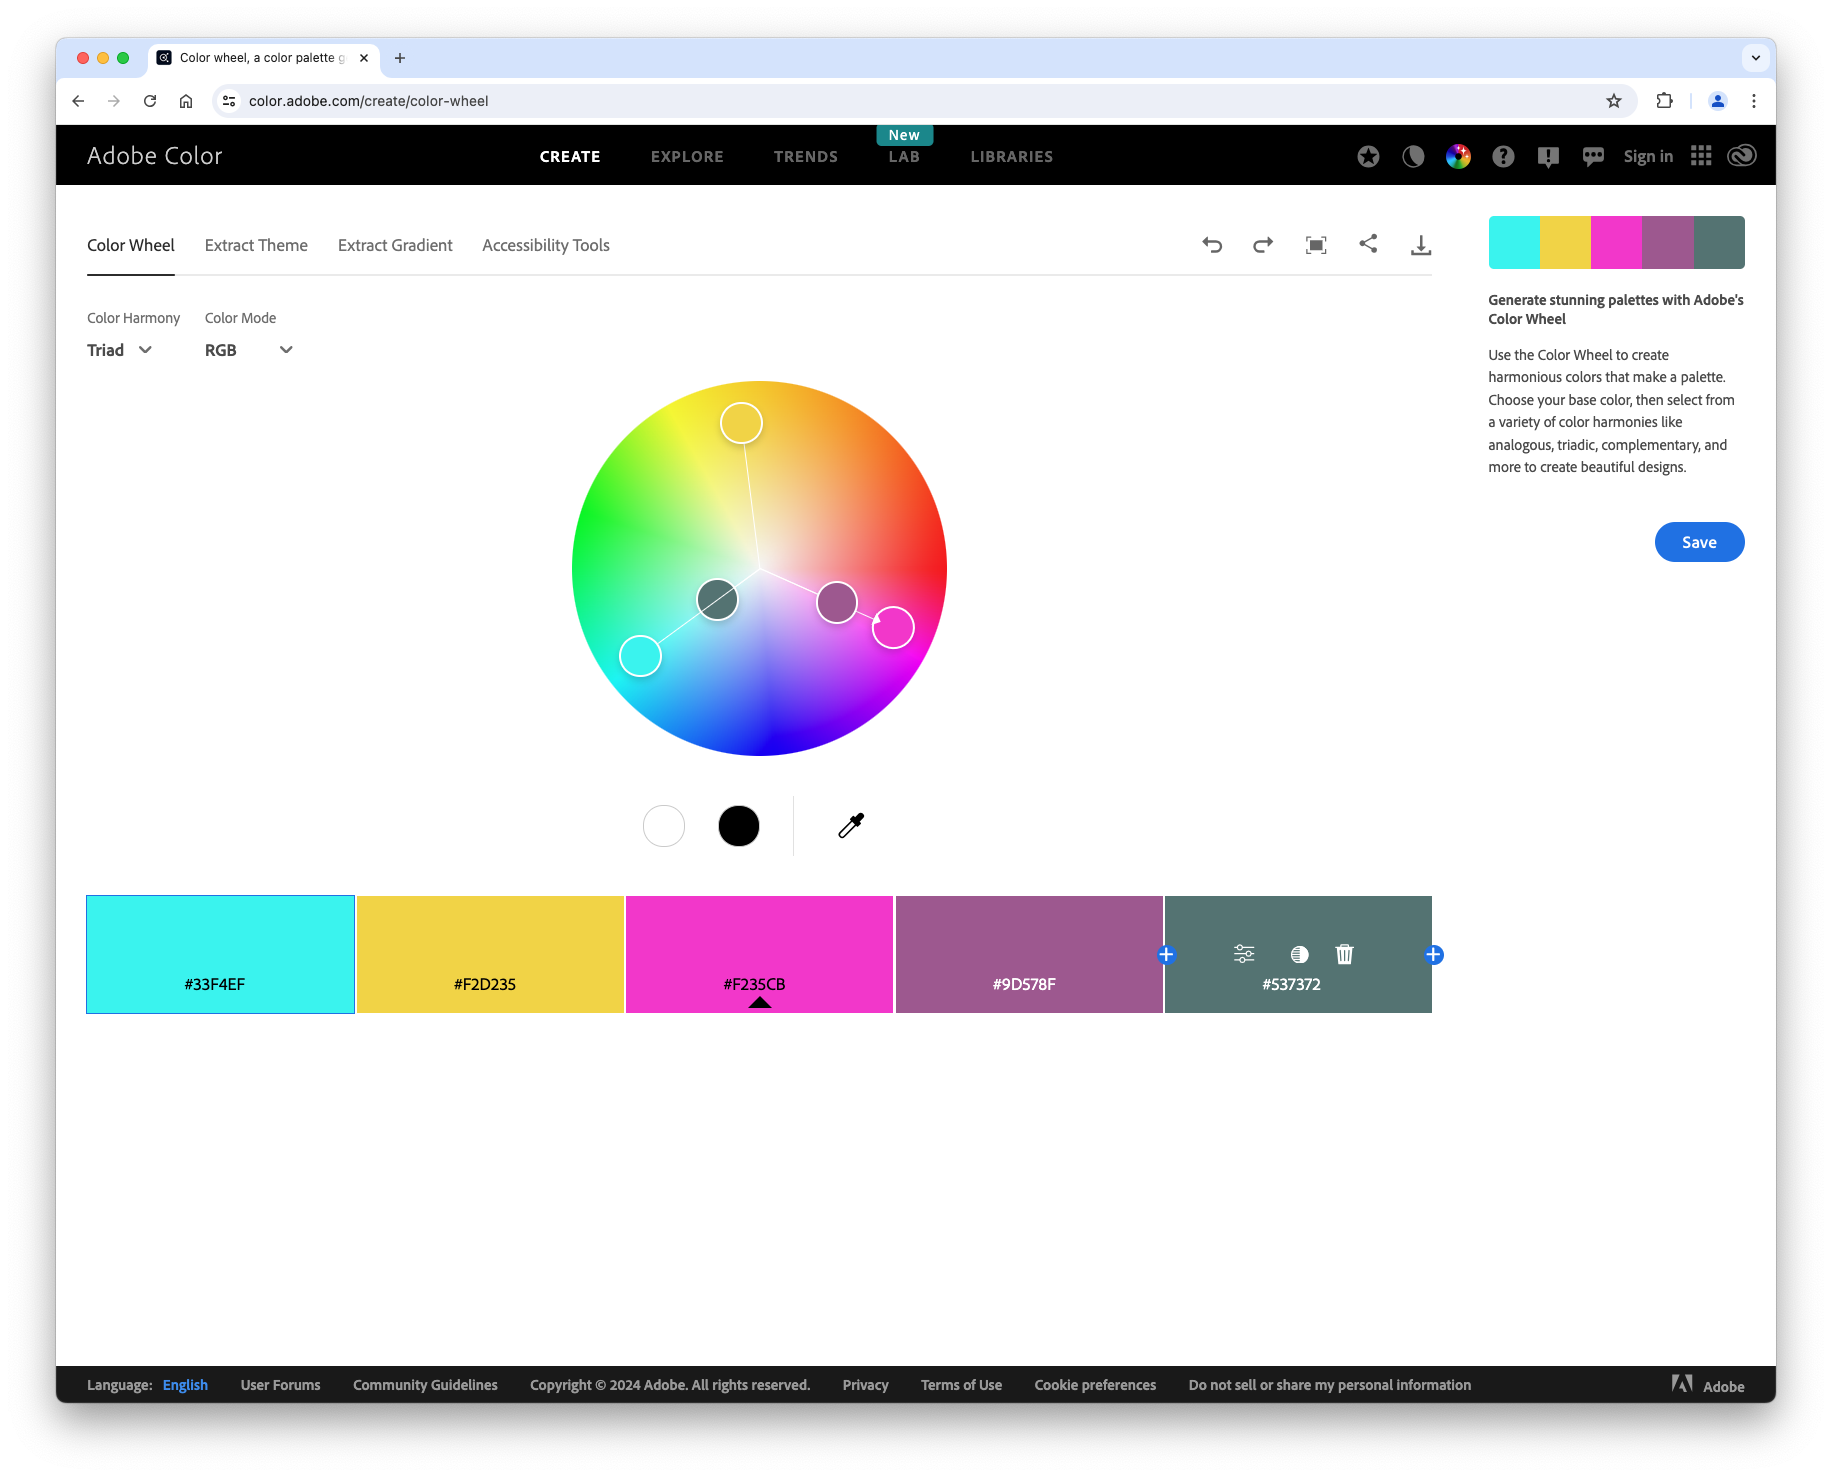 Color wheel, a color palette g
color.adobe.com/create/color-wheel
Adobe Color
CREATE
EXPLORE
TRENDS
New
LAB
LIBRARIES
Sign in
Color Wheel
Extract Theme
Extract Gradient
Accessibility Tools
Color Harmony
Triad
Color Mode
RGB
Generate stunning palettes with Adobe's
Color Wheel
Use the Color Wheel to create
harmonious colors that make a palette.
Choose your base color, then select from
a variety of color harmonies like
analogous, triadic, complementary, and
more to create beautiful designs.
Save
#33F4EF
#F2D235
#F235CB
#9D578F
#537372
Language: English
User Forums
Community Guidelines
Copyright © 2024 Adobe. All rights reserved.
Privacy
Terms of Use
Cookie preferences
Do not sell or share my personal information
Adobe